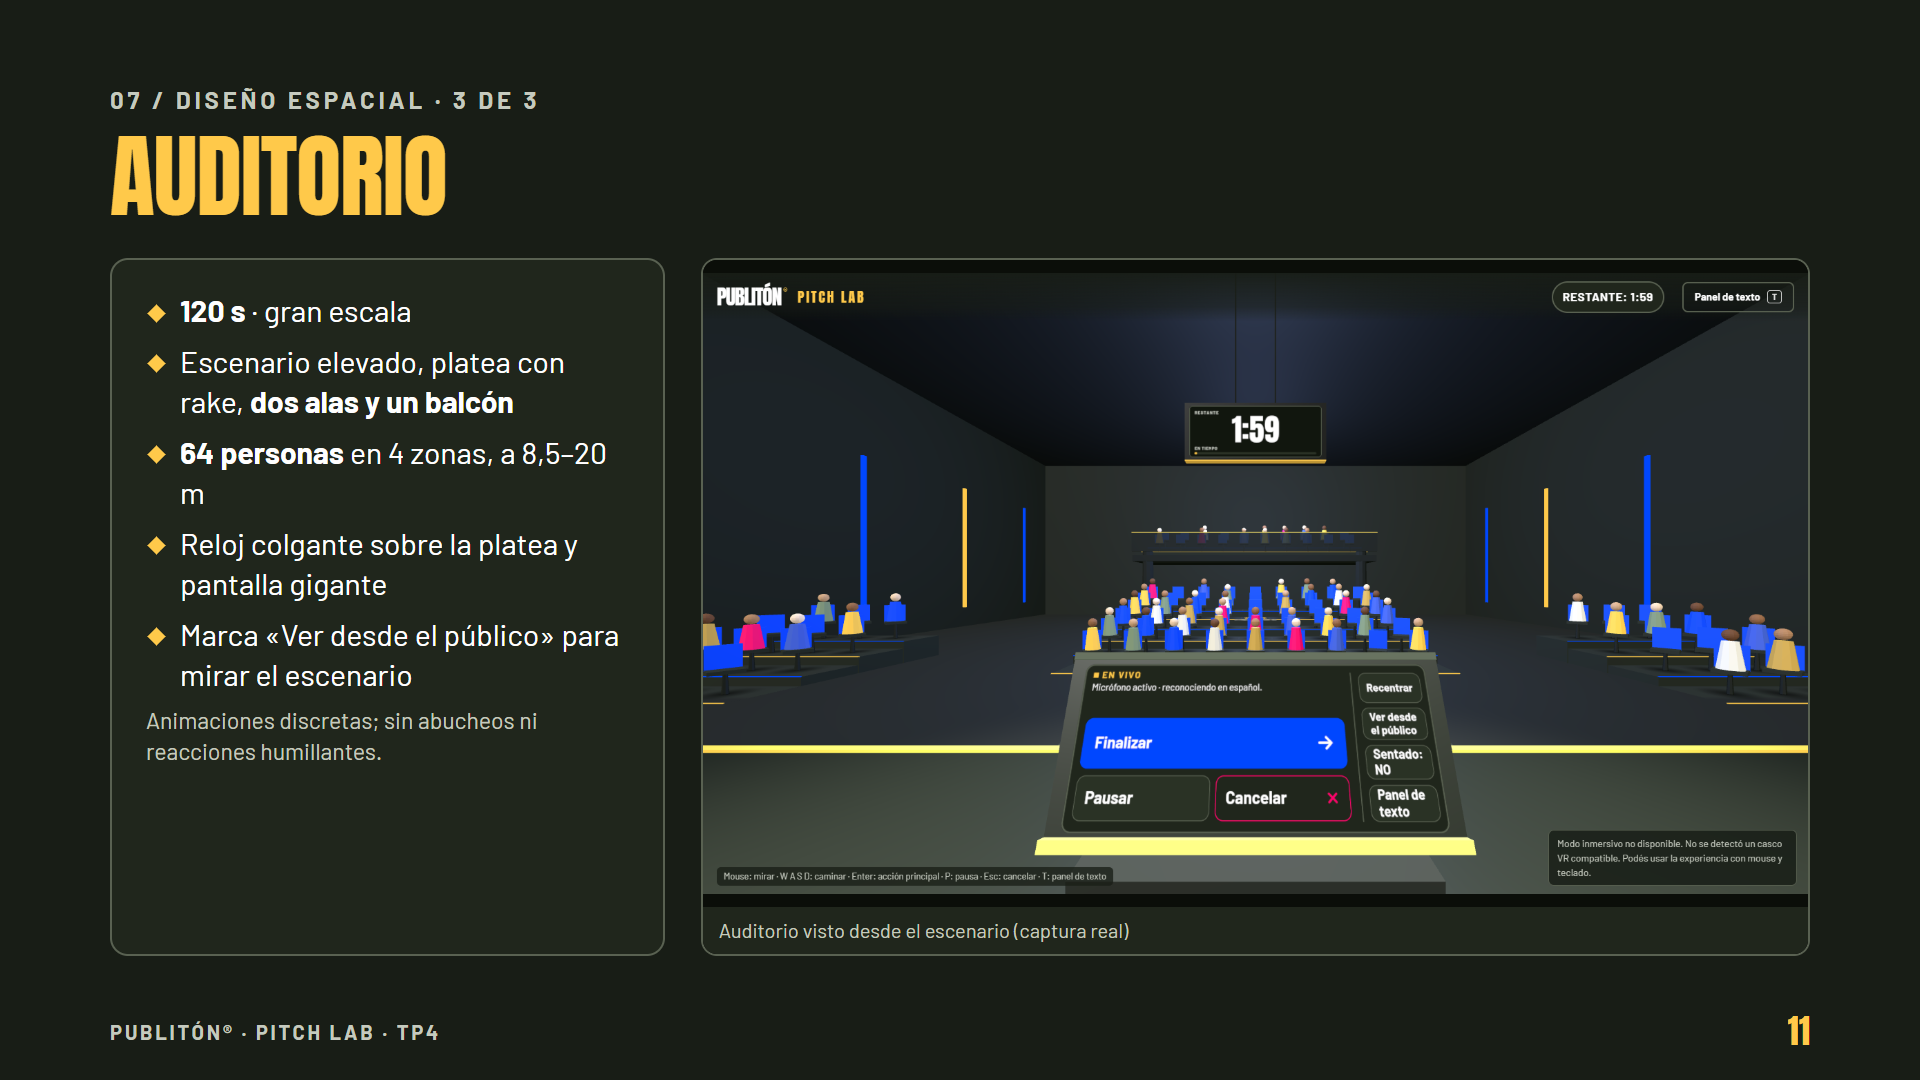 07 / DISEÑO ESPACIAL · 3 DE 3
AUDITORIO
120 s · gran escala
Escenario elevado, platea con
rake, dos alas y un balcón
64 personas en 4 zonas, a 8,5–20
m
Reloj colgante sobre la platea y
pantalla gigante
Marca «Ver desde el público» para
mirar el escenario
Animaciones discretas; sin abucheos ni
reacciones humillantes.
PUBLITÓN® PITCH LAB
RESTANTE: 1:59
Panel de texto T
RESTANTE
1:59
EN TIEMPO
EN VIVO
Micrófono activo · reconociendo en español.
Finalizar →
Pausar
Cancelar ×
Recentrar
Ver desde
el público
Sentado:
NO
Panel de
texto
Mouse: mirar · W A S D: caminar · Enter: acción principal · P: pausa · Esc: cancelar · T: panel de texto
Modo inmersivo no disponible. No se detectó un casco
VR compatible. Podés usar la experiencia con mouse y
teclado.
Auditorio visto desde el escenario (captura real)
PUBLITÓN® · PITCH LAB · TP4
11